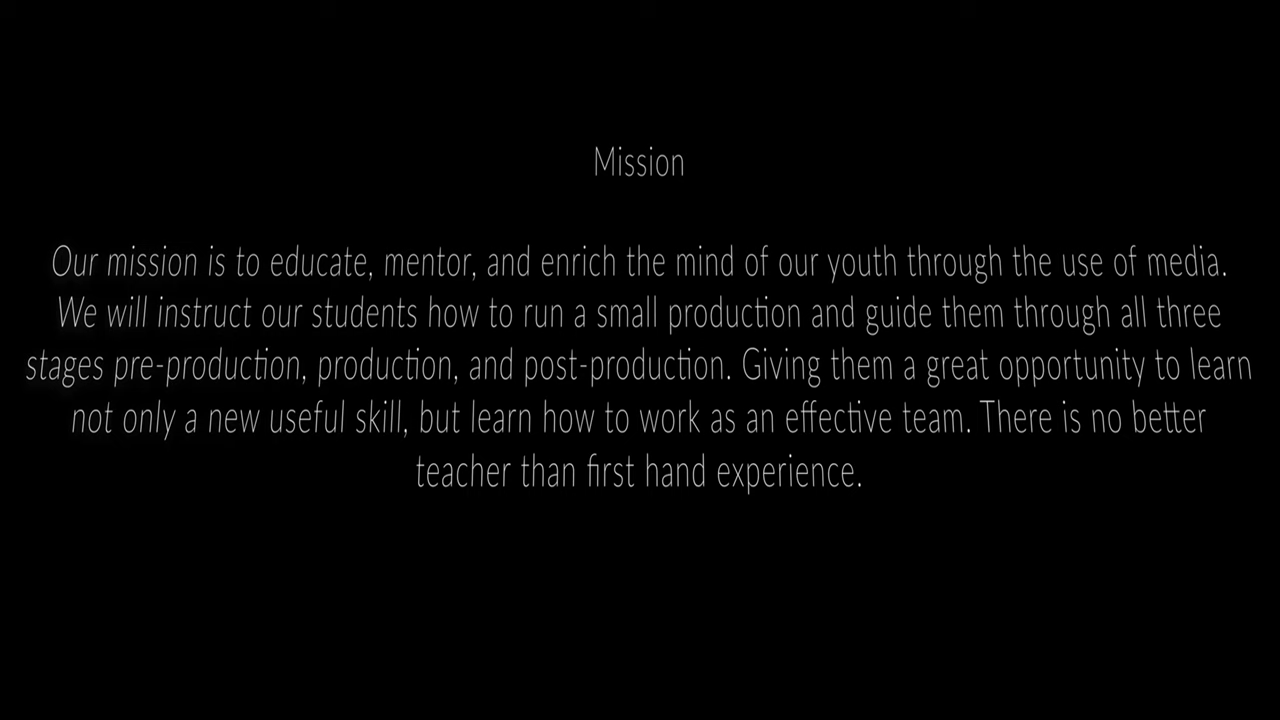 Mission
Our mission is to educate, mentor, and enrich the mind of our youth through the use of media.
We will instruct our students how to run a small production and guide them through all three
stages pre-production, production, and post-production. Giving them a great opportunity to learn
not only a new useful skill, but learn how to work as an effective team. There is no better
teacher than first hand experience.